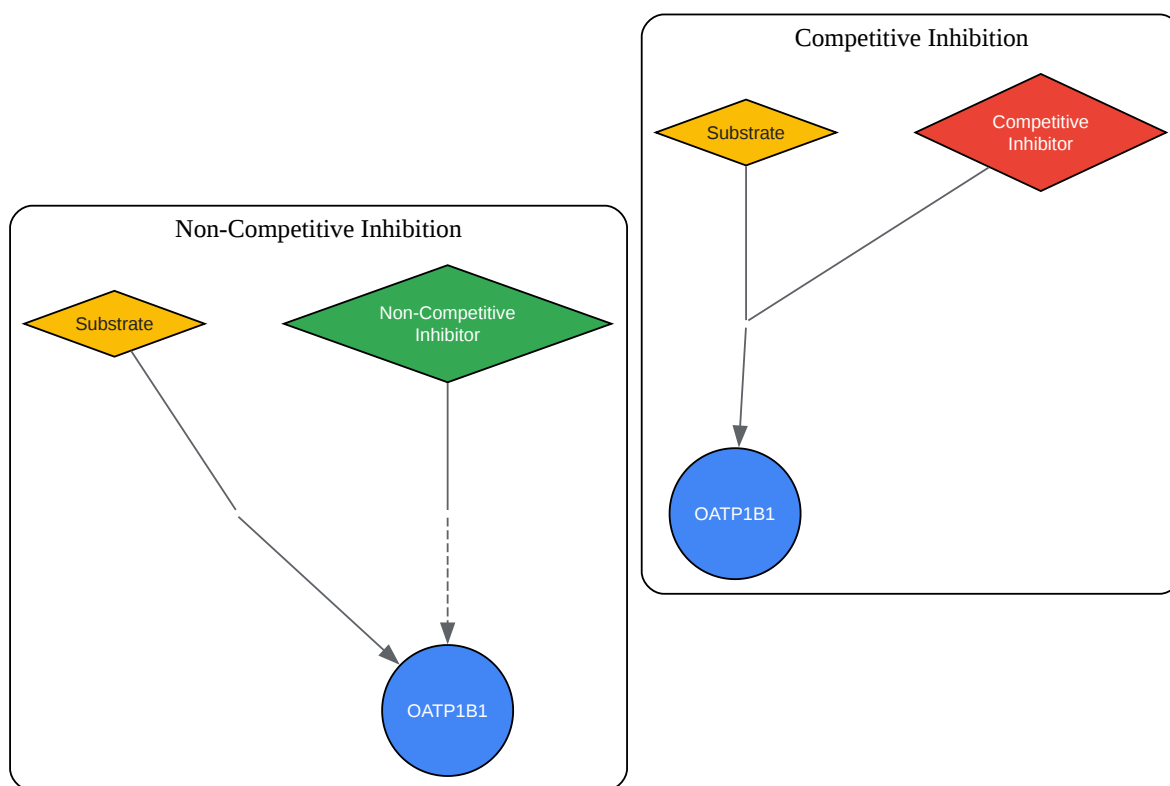 Non-Competitive Inhibition
Substrate
Non-Competitive
Inhibitor
OATP1B1
Competitive Inhibition
Substrate
Competitive
Inhibitor
OATP1B1